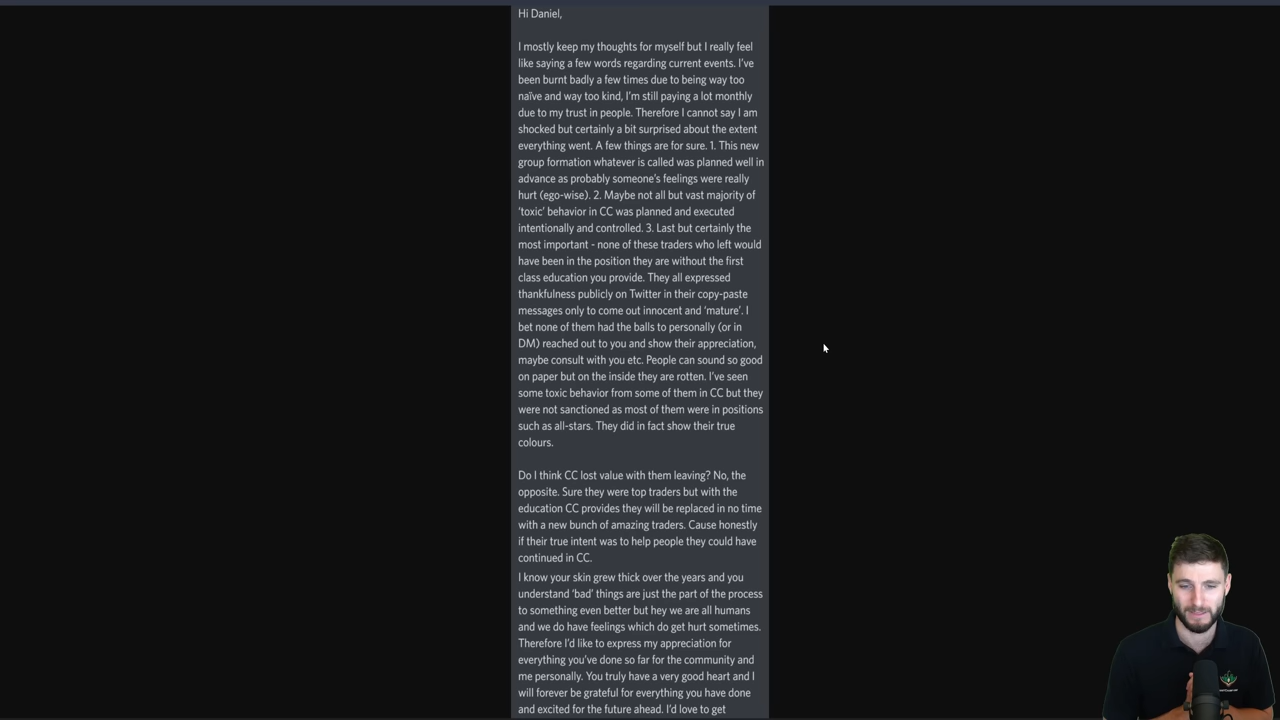 Hi Daniel,
I mostly keep my thoughts for myself but I really feel
like saying a few words regarding current events. I've
been burnt badly a few times due to being way too
naïve and way too kind, I'm still paying a lot monthly
due to my trust in people. Therefore I cannot say I am
shocked but certainly a bit surprised about the extent
everything went. A few things are for sure. 1. This new
group formation whatever is called was planned well in
advance as probably someone's feelings were really
hurt (ego-wise). 2. Maybe not all but vast majority of
'toxic' behavior in CC was planned and executed
intentionally and controlled. 3. Last but certainly the
most important - none of these traders who left would
have been in the position they are without the first
class education you provide. They all expressed
thankfulness publicly on Twitter in their copy-paste
messages only to come out innocent and 'mature'. I
bet none of them had the balls to personally (or in
DM) reached out to you and show their appreciation,
maybe consult with you etc. People can sound so good
on paper but on the inside they are rotten. I've seen
some toxic behavior from some of them in CC but they
were not sanctioned as most of them were in positions
such as all-stars. They did in fact show their true
colours.
Do I think CC lost value with them leaving? No, the
opposite. Sure they were top traders but with the
education CC provides they will be replaced in no time
with a new bunch of amazing traders. Cause honestly
if their true intent was to help people they could have
continued in CC.
I know your skin grew thick over the years and you
understand 'bad' things are just the part of the process
to something even better but hey we are all humans
and we do have feelings which do get hurt sometimes.
Therefore I'd like to express my appreciation for
everything you've done so far for the community and
me personally. You truly have a very good heart and I
will forever be grateful for everything you have done
and excited for the future ahead. I'd love to get